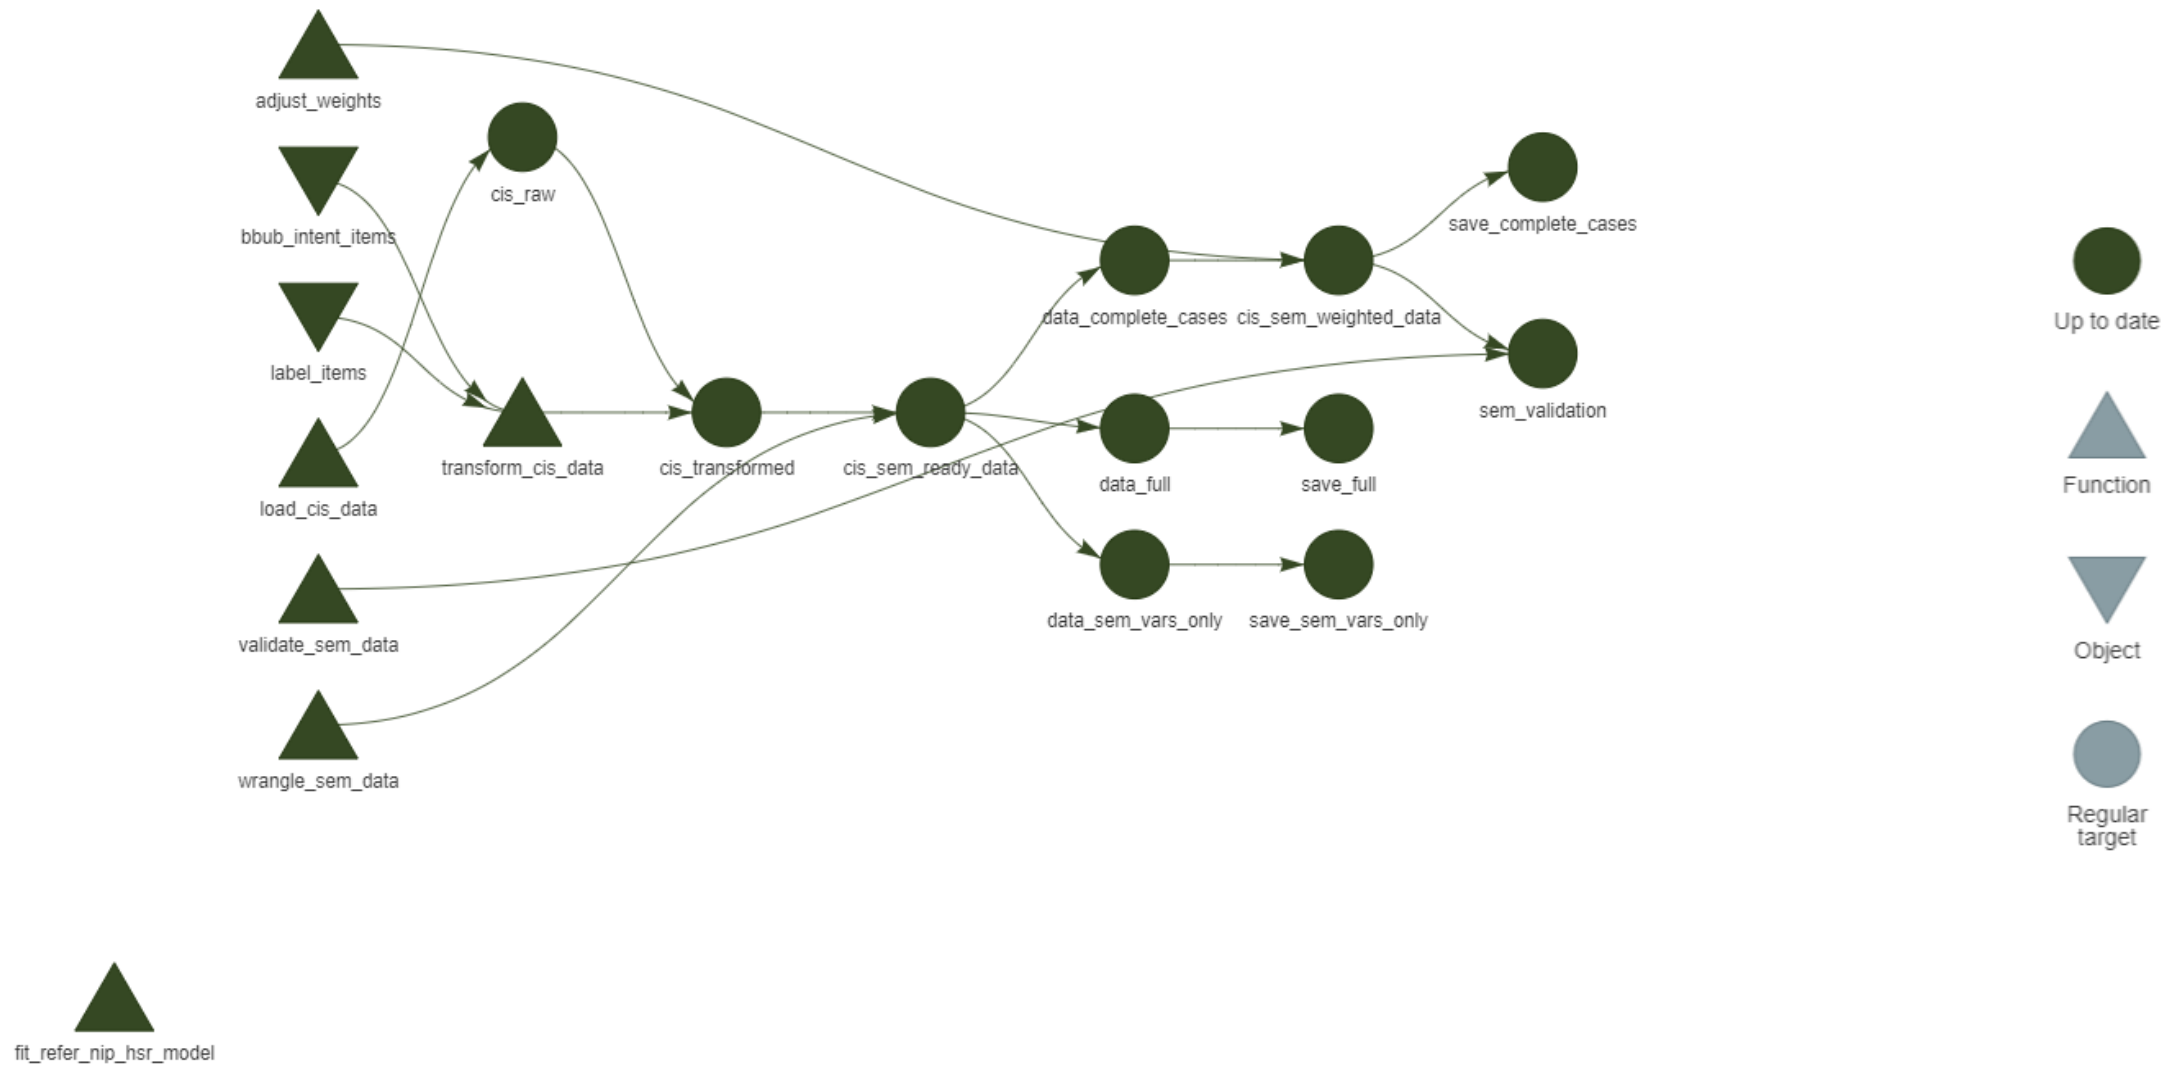 adjust_weights
bbub_intent_items
label_items
load_cis_data
validate_sem_data
wrangle_sem_data
fit_refer_nip_hsr_model
cis_raw
transform_cis_data
cis_transformed
cis_sem_ready_data
data_complete_cases
data_full
data_sem_vars_only
cis_sem_weighted_data
save_full
save_sem_vars_only
save_complete_cases
sem_validation
Up to date
Function
Object
Regular
target